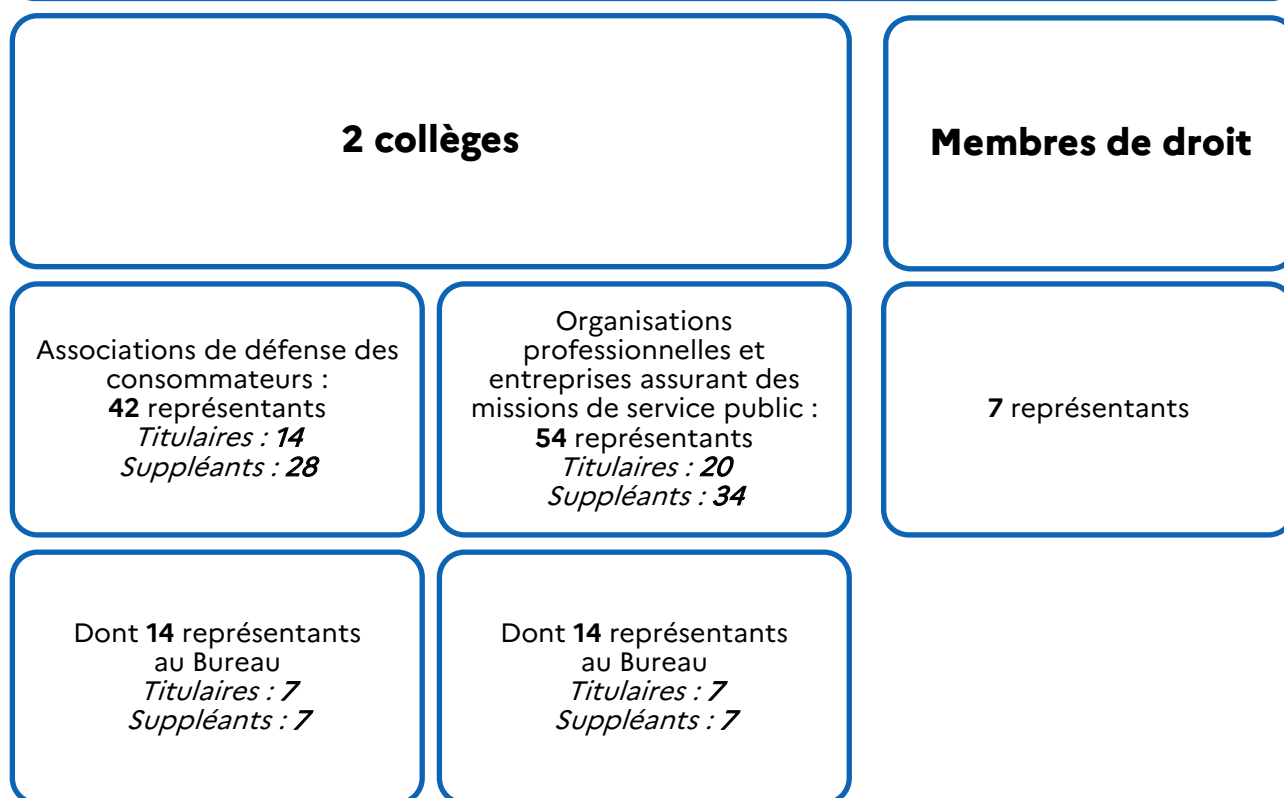 2 collèges
Membres de droit
Associations de défense des
consommateurs :
42 représentants
Titulaires : 14
Suppléants : 28
Organisations
professionnelles et
entreprises assurant des
missions de service public :
54 représentants
Titulaires : 20
Suppléants : 34
7 représentants
Dont 14 représentants
au Bureau
Titulaires : 7
Suppléants : 7
Dont 14 représentants
au Bureau
Titulaires : 7
Suppléants : 7